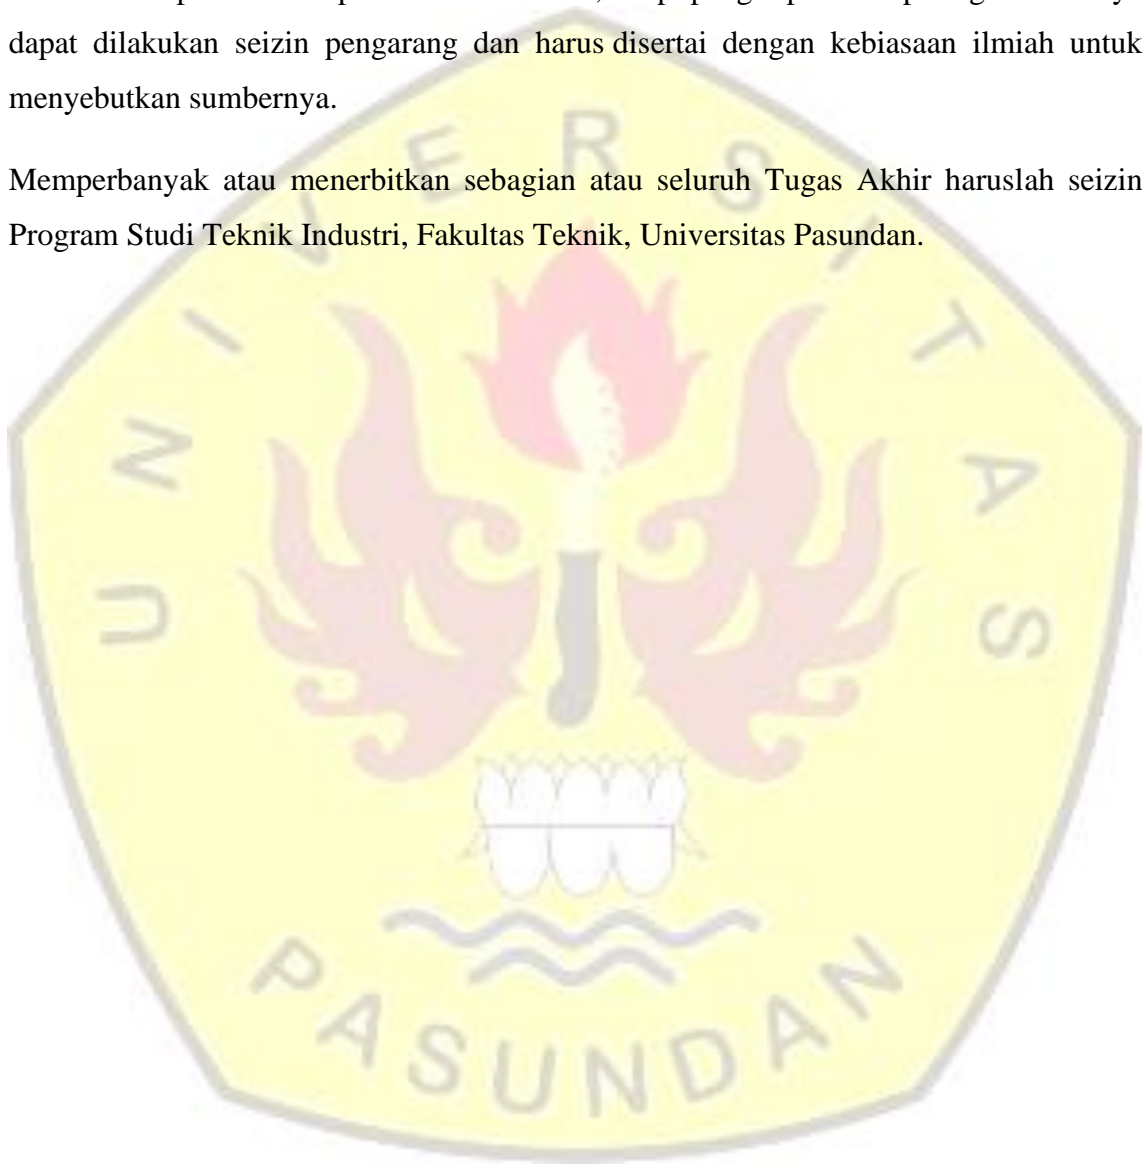 dapat dilakukan seizin pengarang dan harus disertai dengan kebiasaan ilmiah untuk
menyebutkan sumbernya.
Memperbanyak atau menerbitkan sebagian atau seluruh Tugas Akhir haruslah seizin
Program Studi Teknik Industri, Fakultas Teknik, Universitas Pasundan.
UNIVERSITAS
PASUNDAN